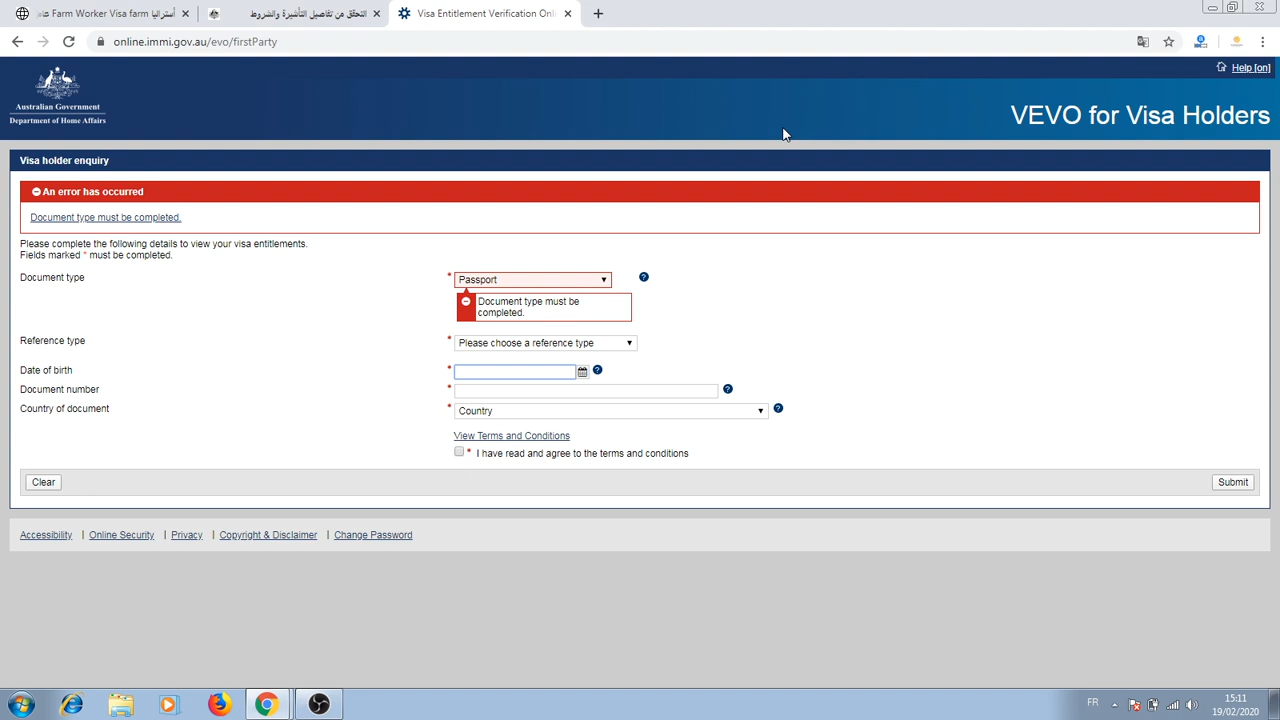 أستراليا Farm Worker Visa farm عا
التحقق من تفاصيل التأشيرة والشروط
Visa Entitlement Verification Onli
online.immi.gov.au/evo/firstParty
Help [on]
Australian Government
Department of Home Affairs
VEVO for Visa Holders
Visa holder enquiry
An error has occurred
Document type must be completed.
Please complete the following details to view your visa entitlements.
Fields marked * must be completed.
Document type * Passport ?
Document type must be
completed.
Reference type * Please choose a reference type
Date of birth * ?
Document number * ?
Country of document * Country ?
View Terms and Conditions
* I have read and agree to the terms and conditions
Clear Submit
Accessibility | Online Security | Privacy | Copyright & Disclaimer | Change Password
FR
15:11
19/02/2020